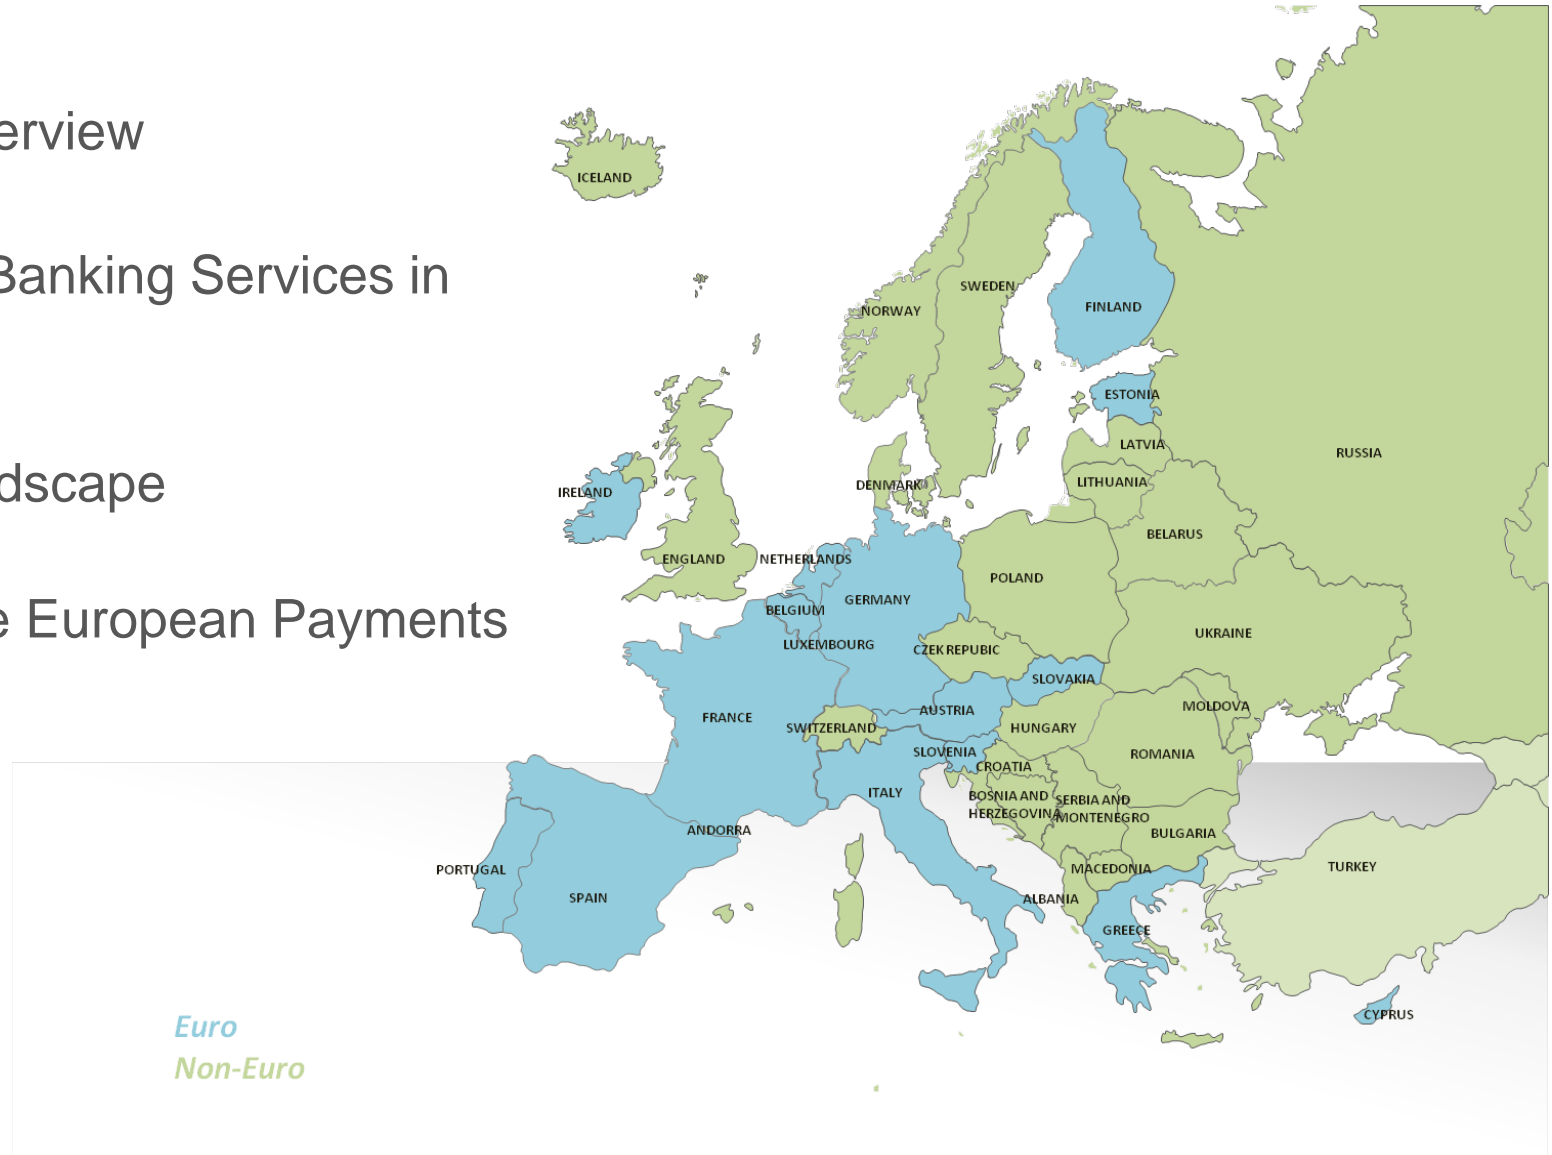 erview
Banking Services in
dscape
e European Payments
ICELAND
SWEDEN
NORWAY
FINLAND
ESTONIA
LATVIA
RUSSIA
DENMARK
LITHUANIA
IRELAND
BELARUS
ENGLAND
NETHERLANDS
POLAND
GERMANY
BELGIUM
UKRAINE
LUXEMBOURG
CZEK REPUBIC
SLOVAKIA
MOLDOVA
AUSTRIA
FRANCE
SWITZERLAND
HUNGARY
SLOVENIA
ROMANIA
CROATIA
ITALY
BOSNIA AND
HERZEGOVINA
SERBIA AND
MONTENEGRO
ANDORRA
BULGARIA
PORTUGAL
MACEDONIA
TURKEY
SPAIN
ALBANIA
GREECE
CYPRUS
Euro
Non-Euro